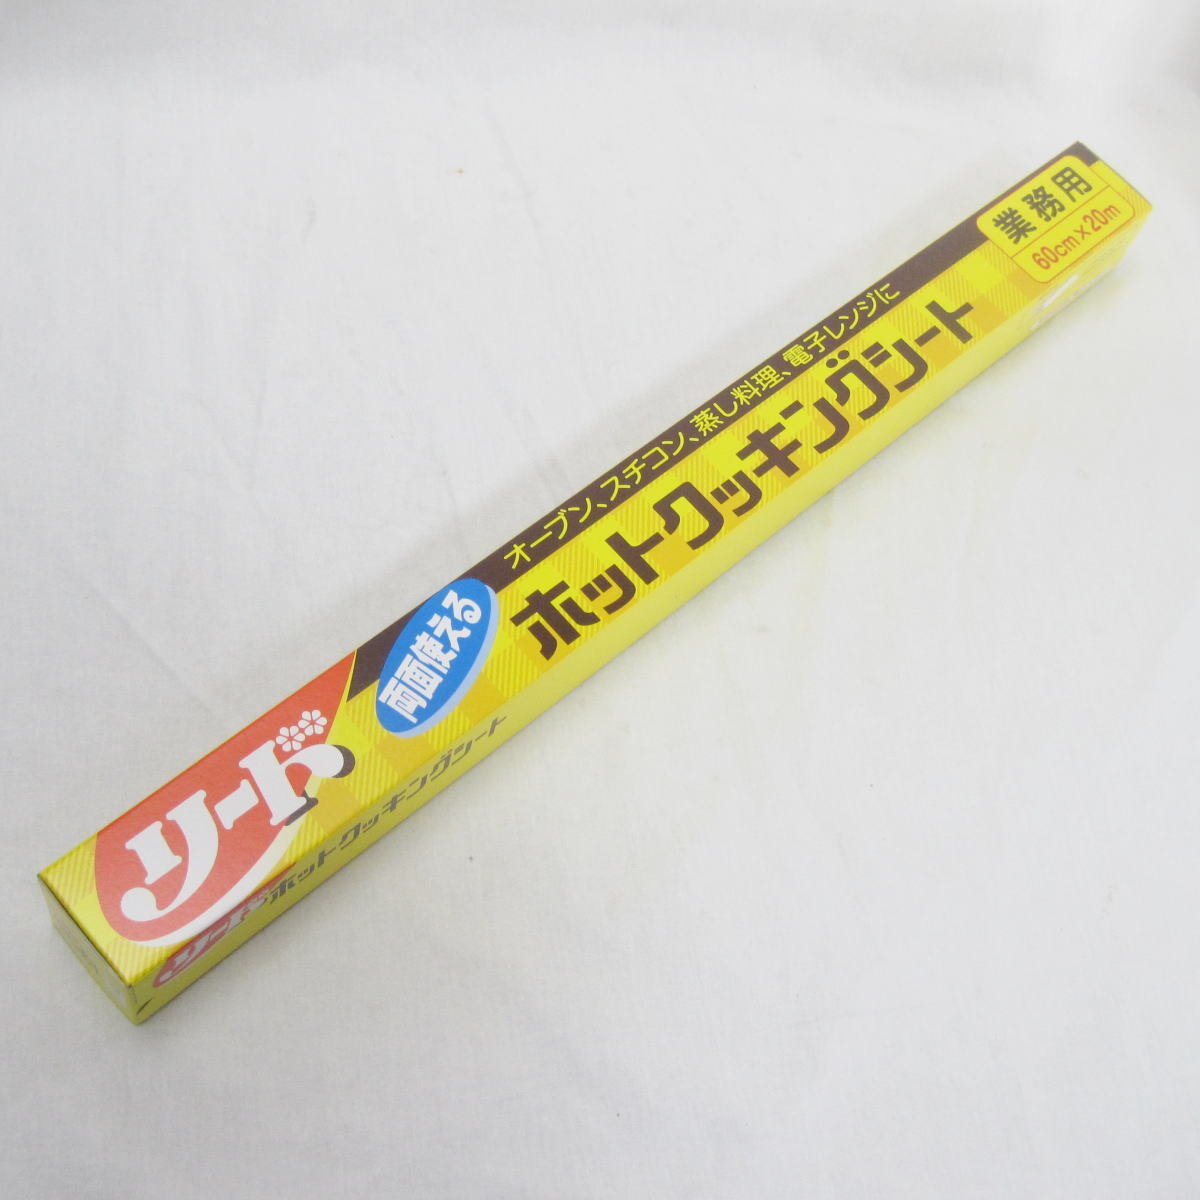 リード
両面使える
オーブン、スチコン、蒸し料理、電子レンジに
ホットクッキングシート
業務用
60cm×20m
リード ホットクッキングシート